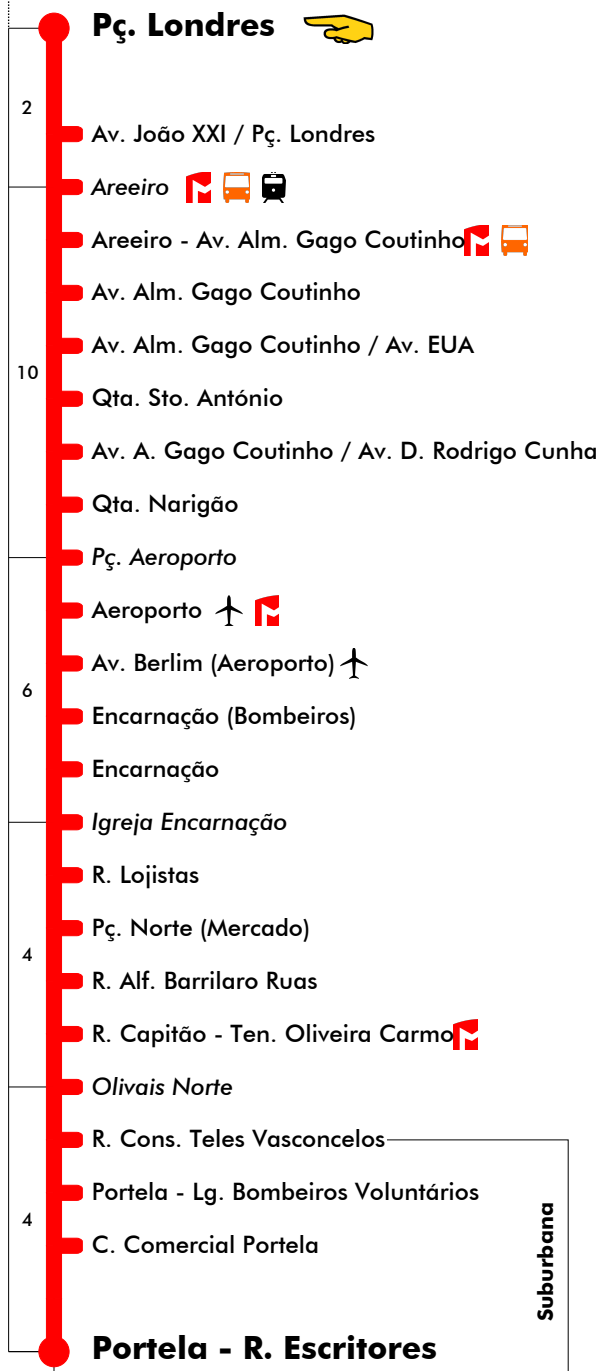 Pç. Londres
2
Av. João XXI / Pç. Londres
Areeiro
Areeiro - Av. Alm. Gago Coutinho
Av. Alm. Gago Coutinho
Av. Alm. Gago Coutinho / Av. EUA
10
Qta. Sto. António
Av. A. Gago Coutinho / Av. D. Rodrigo Cunha
Qta. Narigão
Pç. Aeroporto
Aeroporto
Av. Berlim (Aeroporto)
6
Encarnação (Bombeiros)
Encarnação
Igreja Encarnação
R. Lojistas
Pç. Norte (Mercado)
4
R. Alf. Barrilaro Ruas
R. Capitão - Ten. Oliveira Carmo
Olivais Norte
R. Cons. Teles Vasconcelos
Portela - Lg. Bombeiros Voluntários
4
C. Comercial Portela
Suburbana
Portela - R. Escritores